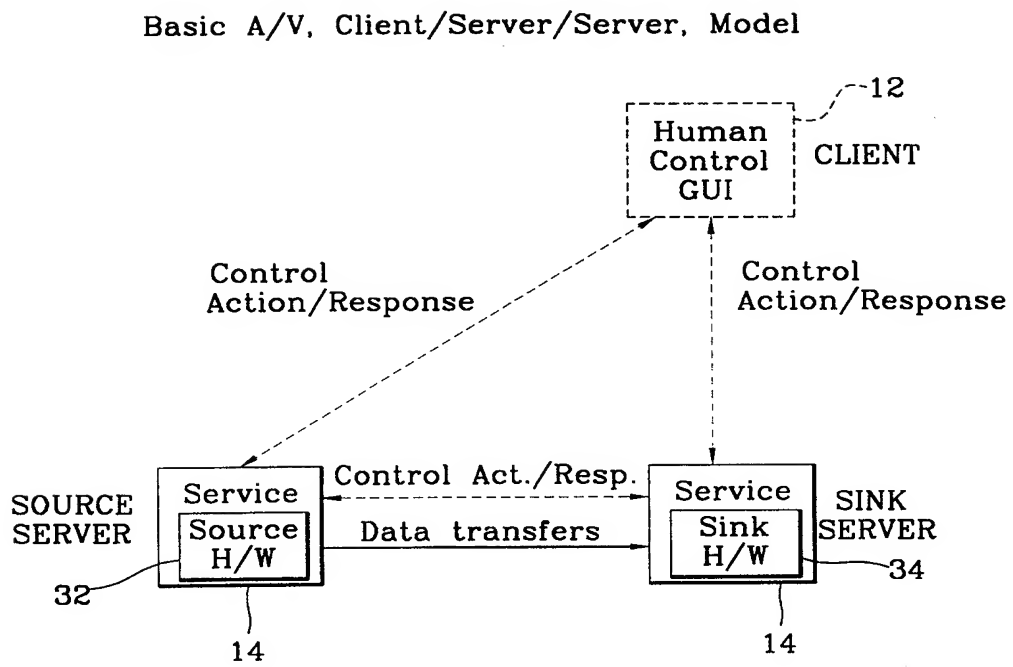 Basic A/V, Client/Server/Server, Model
12
Human
Control
GUI
CLIENT
Control
Action/Response
Control
Action/Response
SOURCE
SERVER
Service
Source
H/W
Control Act./Resp.
Data transfers
Service
Sink
H/W
SINK
SERVER
32
34
14
14